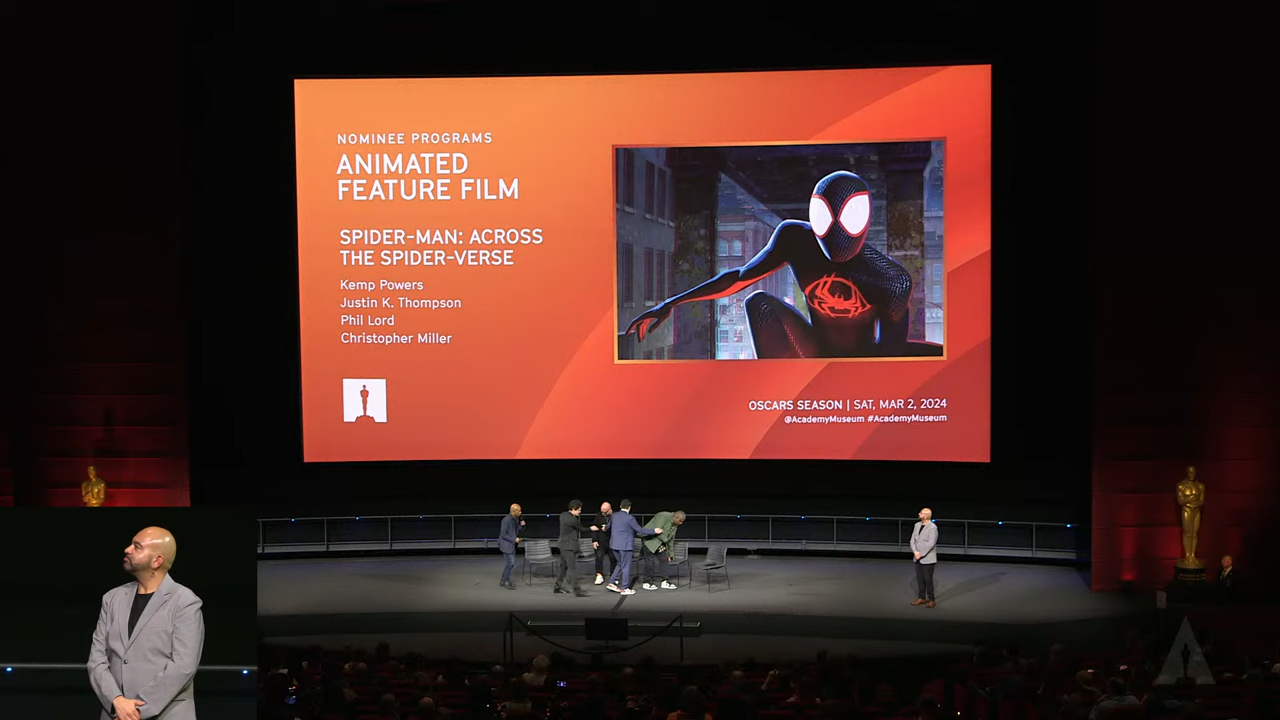 NOMINEE PROGRAMS
ANIMATED
FEATURE FILM
SPIDER-MAN: ACROSS
THE SPIDER-VERSE
Kemp Powers
Justin K. Thompson
Phil Lord
Christopher Miller
OSCARS SEASON | SAT, MAR 2, 2024
@AcademyMuseum #AcademyMuseum